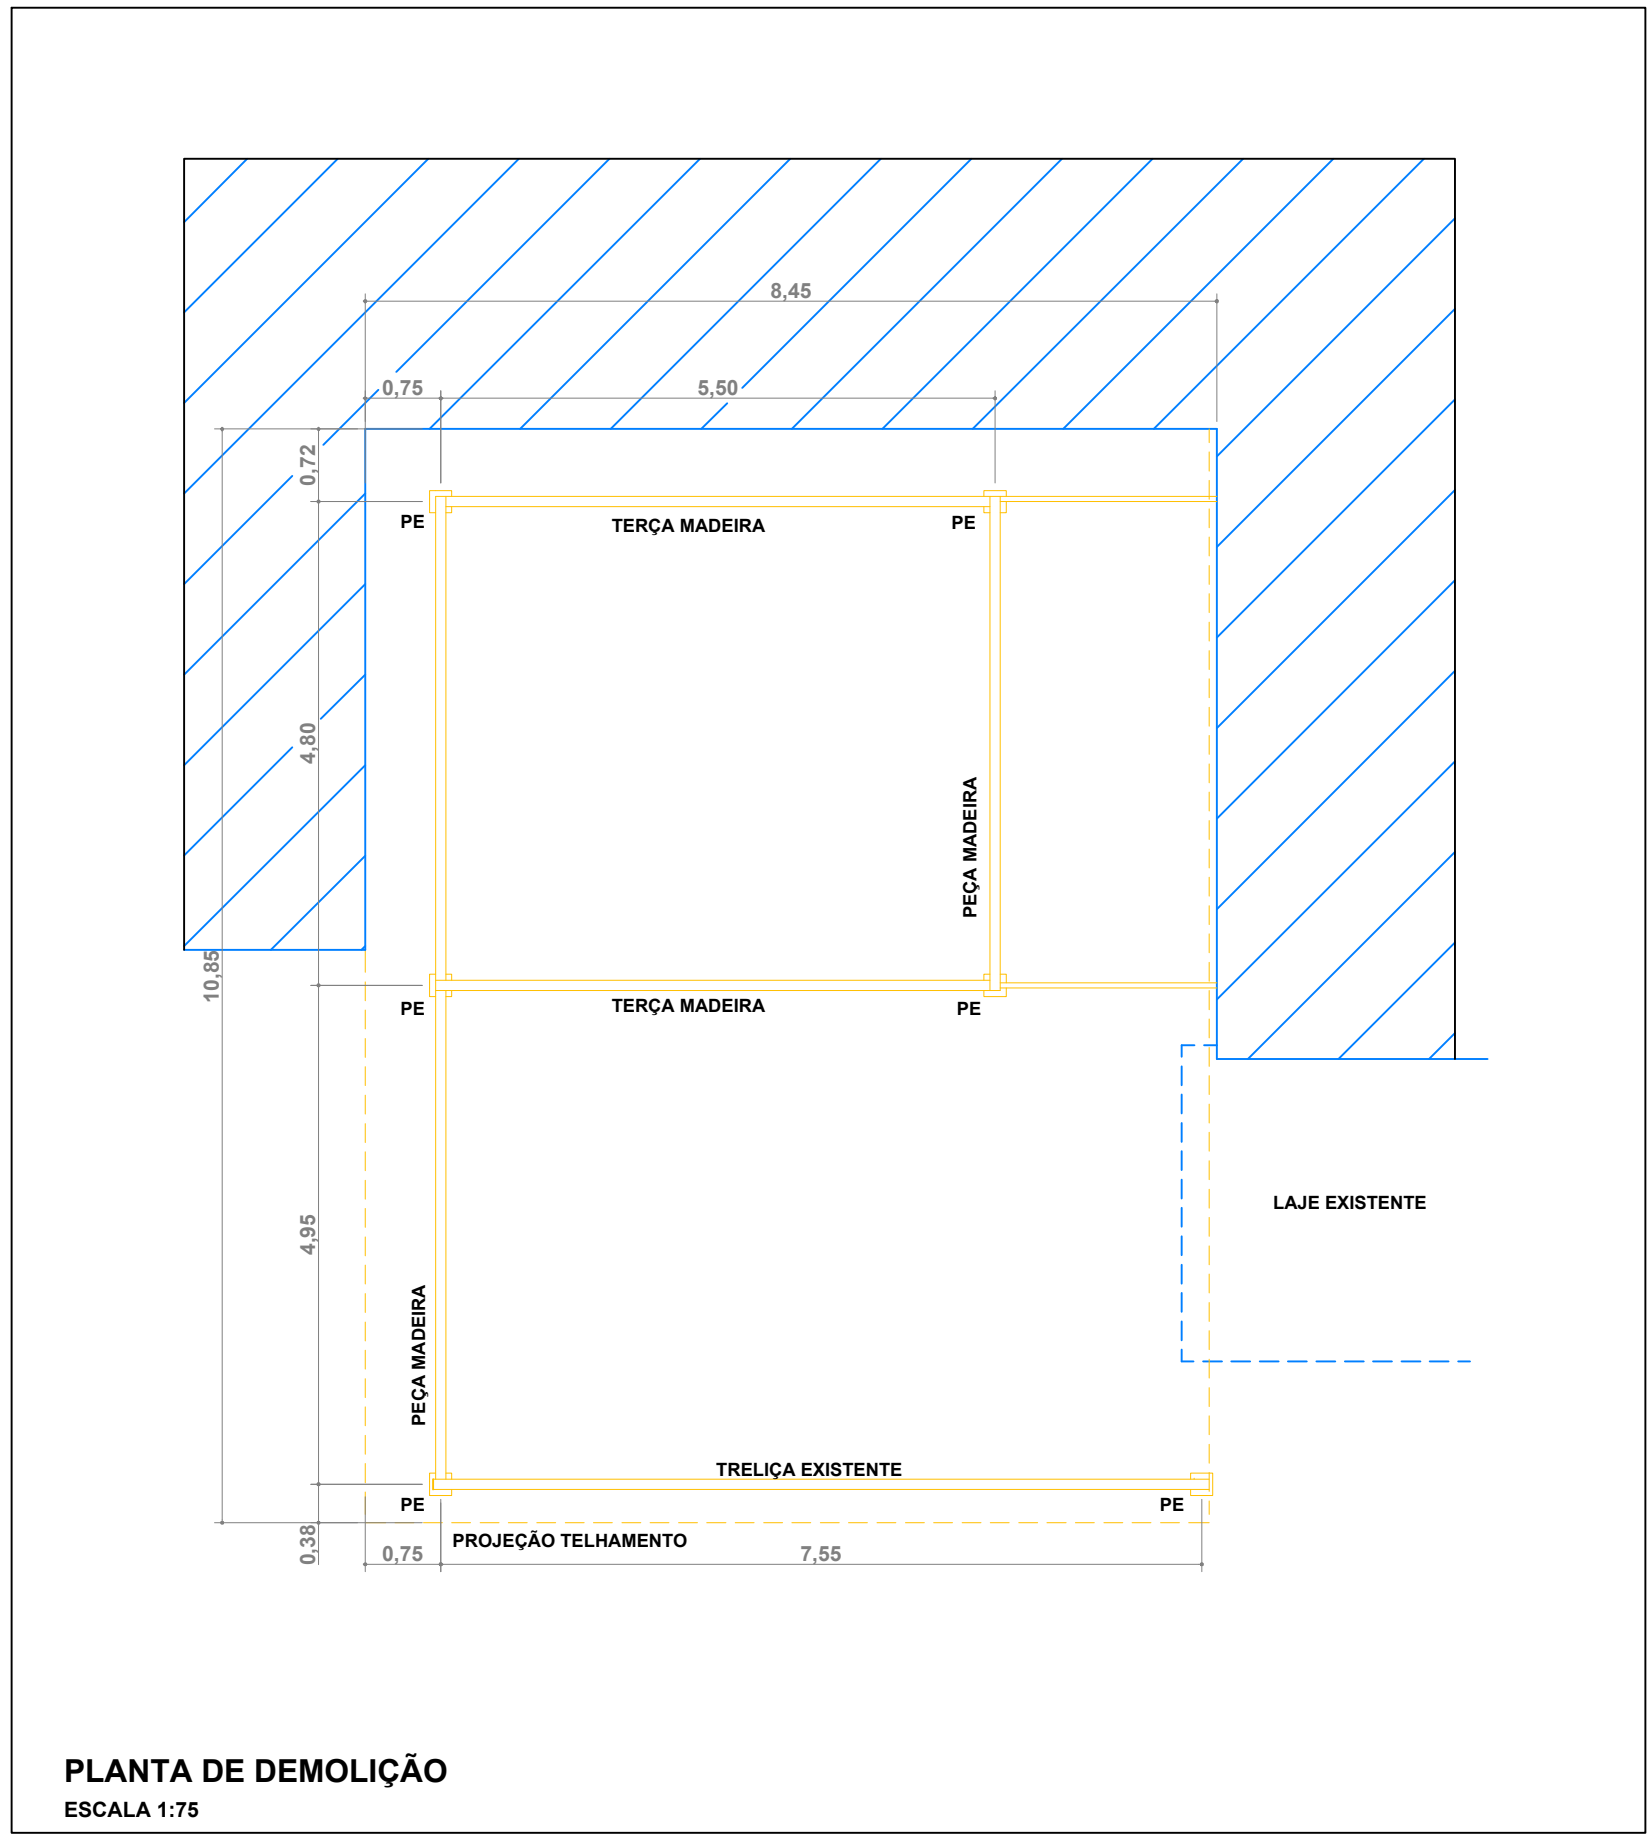 8,45
0,75
5,50
0,72
PE
TERÇA MADEIRA
PE
4,80
PEÇA MADEIRA
10,85
PE
TERÇA MADEIRA
PE
LAJE EXISTENTE
4,95
PEÇA MADEIRA
TRELIÇA EXISTENTE
PE
PE
0,38
PROJEÇÃO TELHAMENTO
0,75
7,55
PLANTA DE DEMOLIÇÃO
ESCALA 1:75